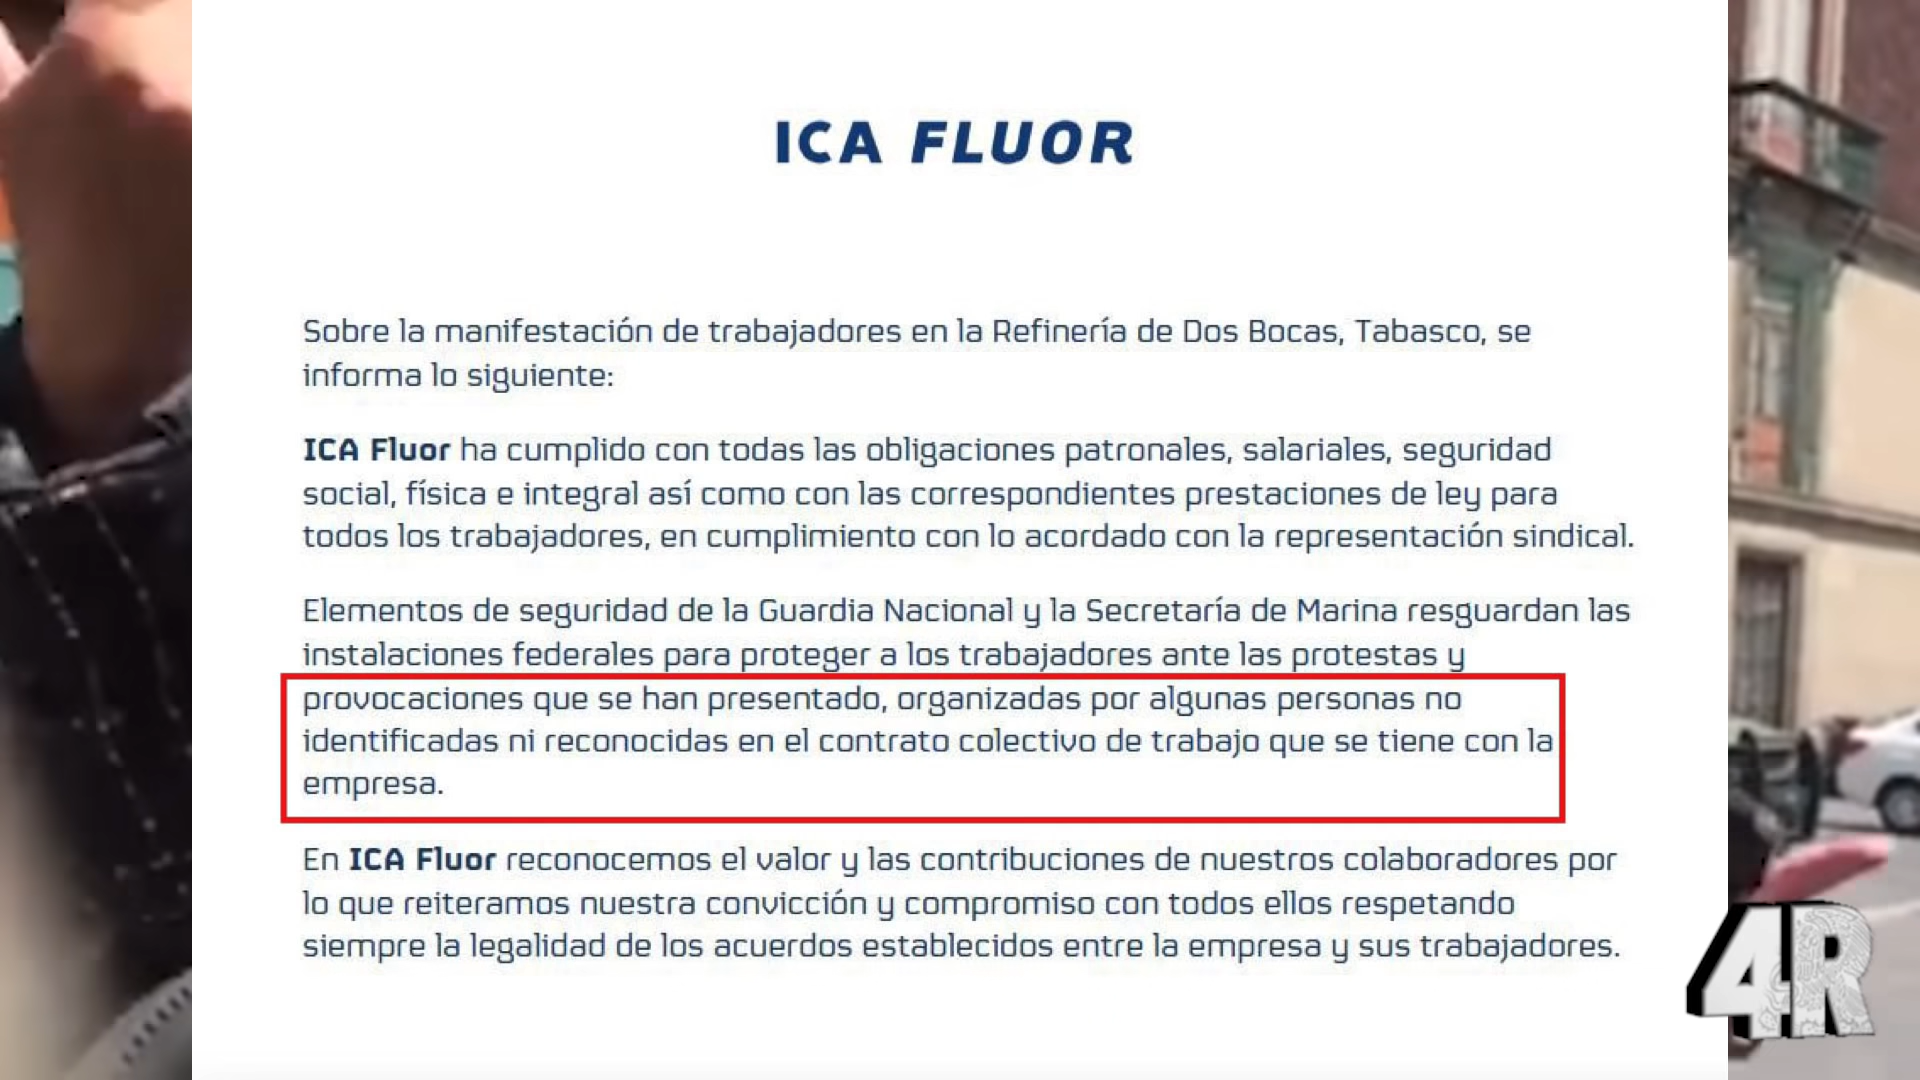 ICA FLUOR
Sobre la manifestación de trabajadores en la Refinería de Dos Bocas, Tabasco, se
informa lo siguiente:
ICA Fluor ha cumplido con todas las obligaciones patronales, salariales, seguridad
social, física e integral así como con las correspondientes prestaciones de ley para
todos los trabajadores, en cumplimiento con lo acordado con la representación sindical.
Elementos de seguridad de la Guardia Nacional y la Secretaría de Marina resguardan las
instalaciones federales para proteger a los trabajadores ante las protestas y
provocaciones que se han presentado, organizadas por algunas personas no
identificadas ni reconocidas en el contrato colectivo de trabajo que se tiene con la
empresa.
En ICA Fluor reconocemos el valor y las contribuciones de nuestros colaboradores por
lo que reiteramos nuestra convicción y compromiso con todos ellos respetando
siempre la legalidad de los acuerdos establecidos entre la empresa y sus trabajadores.
4R